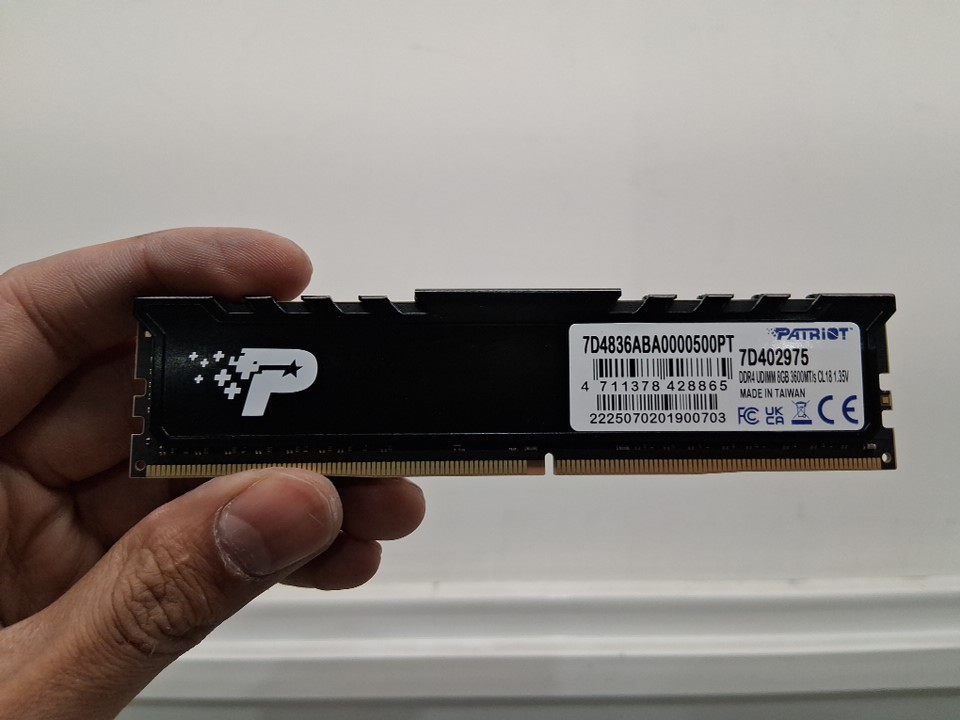 P
7D4836ABA0000500PT
4 711378 428865
2225070201900703
PATRIOT™
7D402975
DDR4 UDIMM 8GB 3600MT/s CL18 1.35V
MADE IN TAIWAN
FC UK CA CE